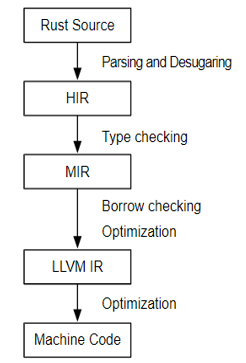 Rust Source
Parsing and Desugaring
HIR
Type checking
MIR
Borrow checking
Optimization
LLVM IR
Optimization
Machine Code